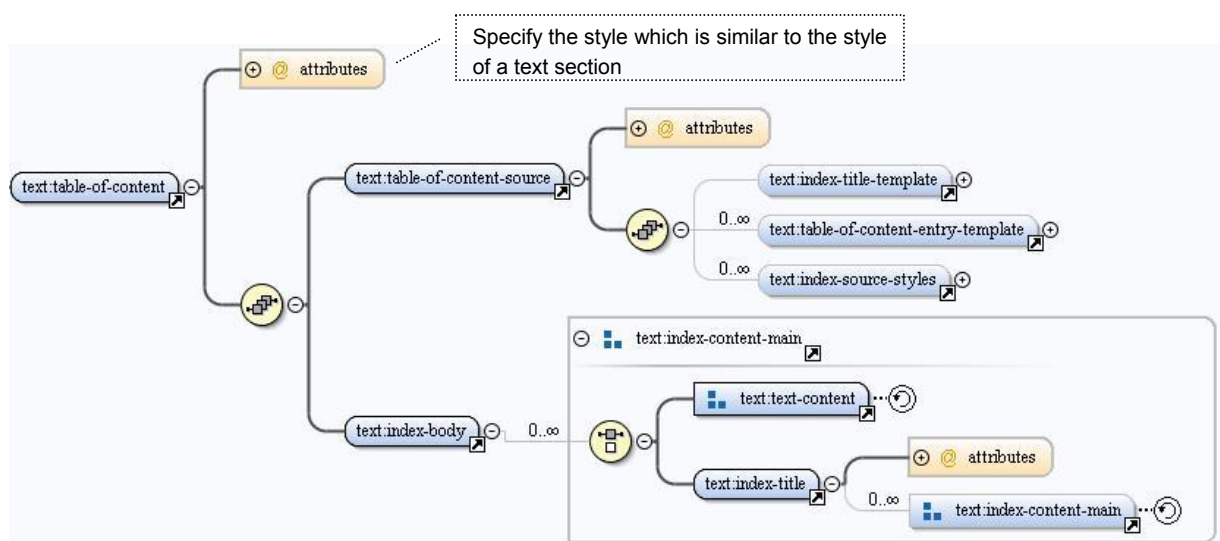 Specify the style which is similar to the style
of a text section
@ attributes
@ attributes
text:table-of-content
text:table-of-content-source
text:index-title-template
0..∞
text:table-of-content-entry-template
0..∞
text:index-source-styles
text:index-content-main
text:text-content
text:index-body
0..∞
@ attributes
text:index-title
0..∞
text:index-content-main